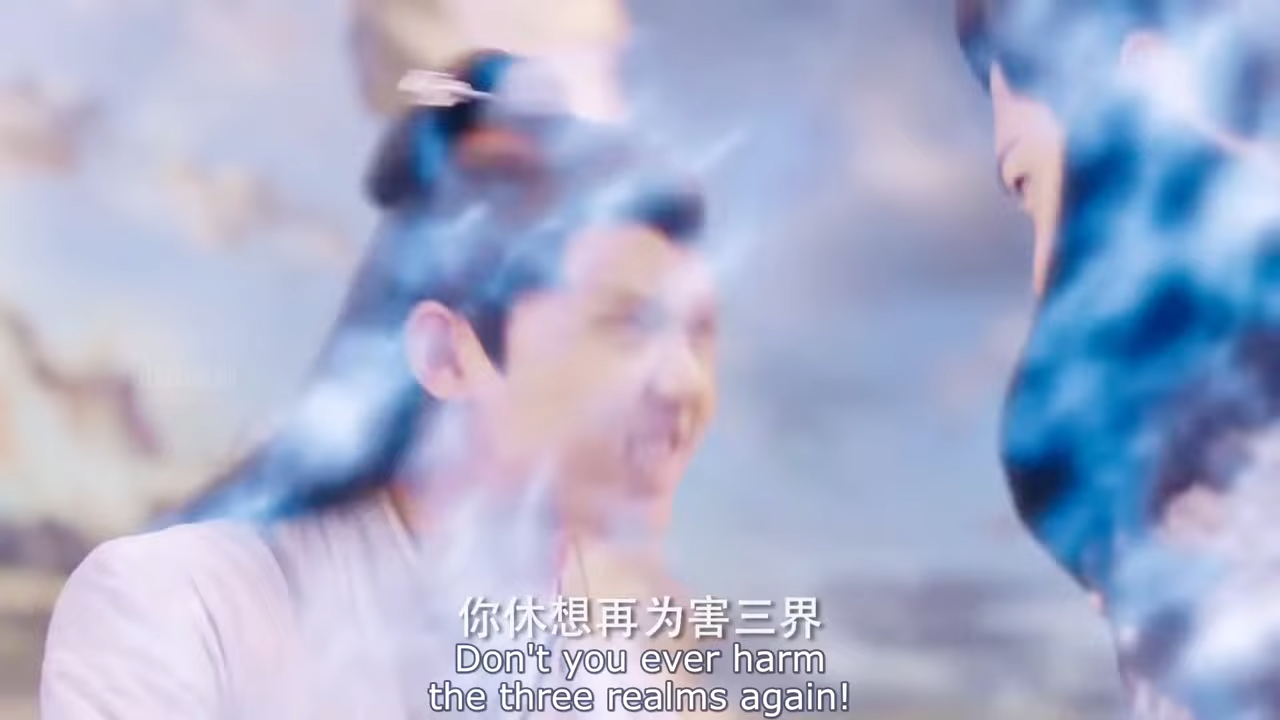 你休想再为害三界
Don't you ever harm
the three realms again!